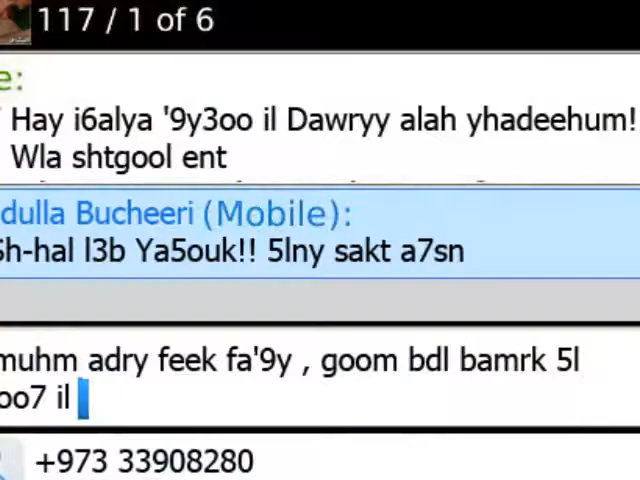 117 / 1 of 6
e:
Hay i6alya '9y3oo il Dawryy alah yhadeehum!
Wla shtgool ent
dulla Bucheeri (Mobile):
Sh-hal l3b Ya5ouk!! 5lny sakt a7sn
muhm adry feek fa'9y , goom bdl bamrk 5l
oo7 il
+973 33908280